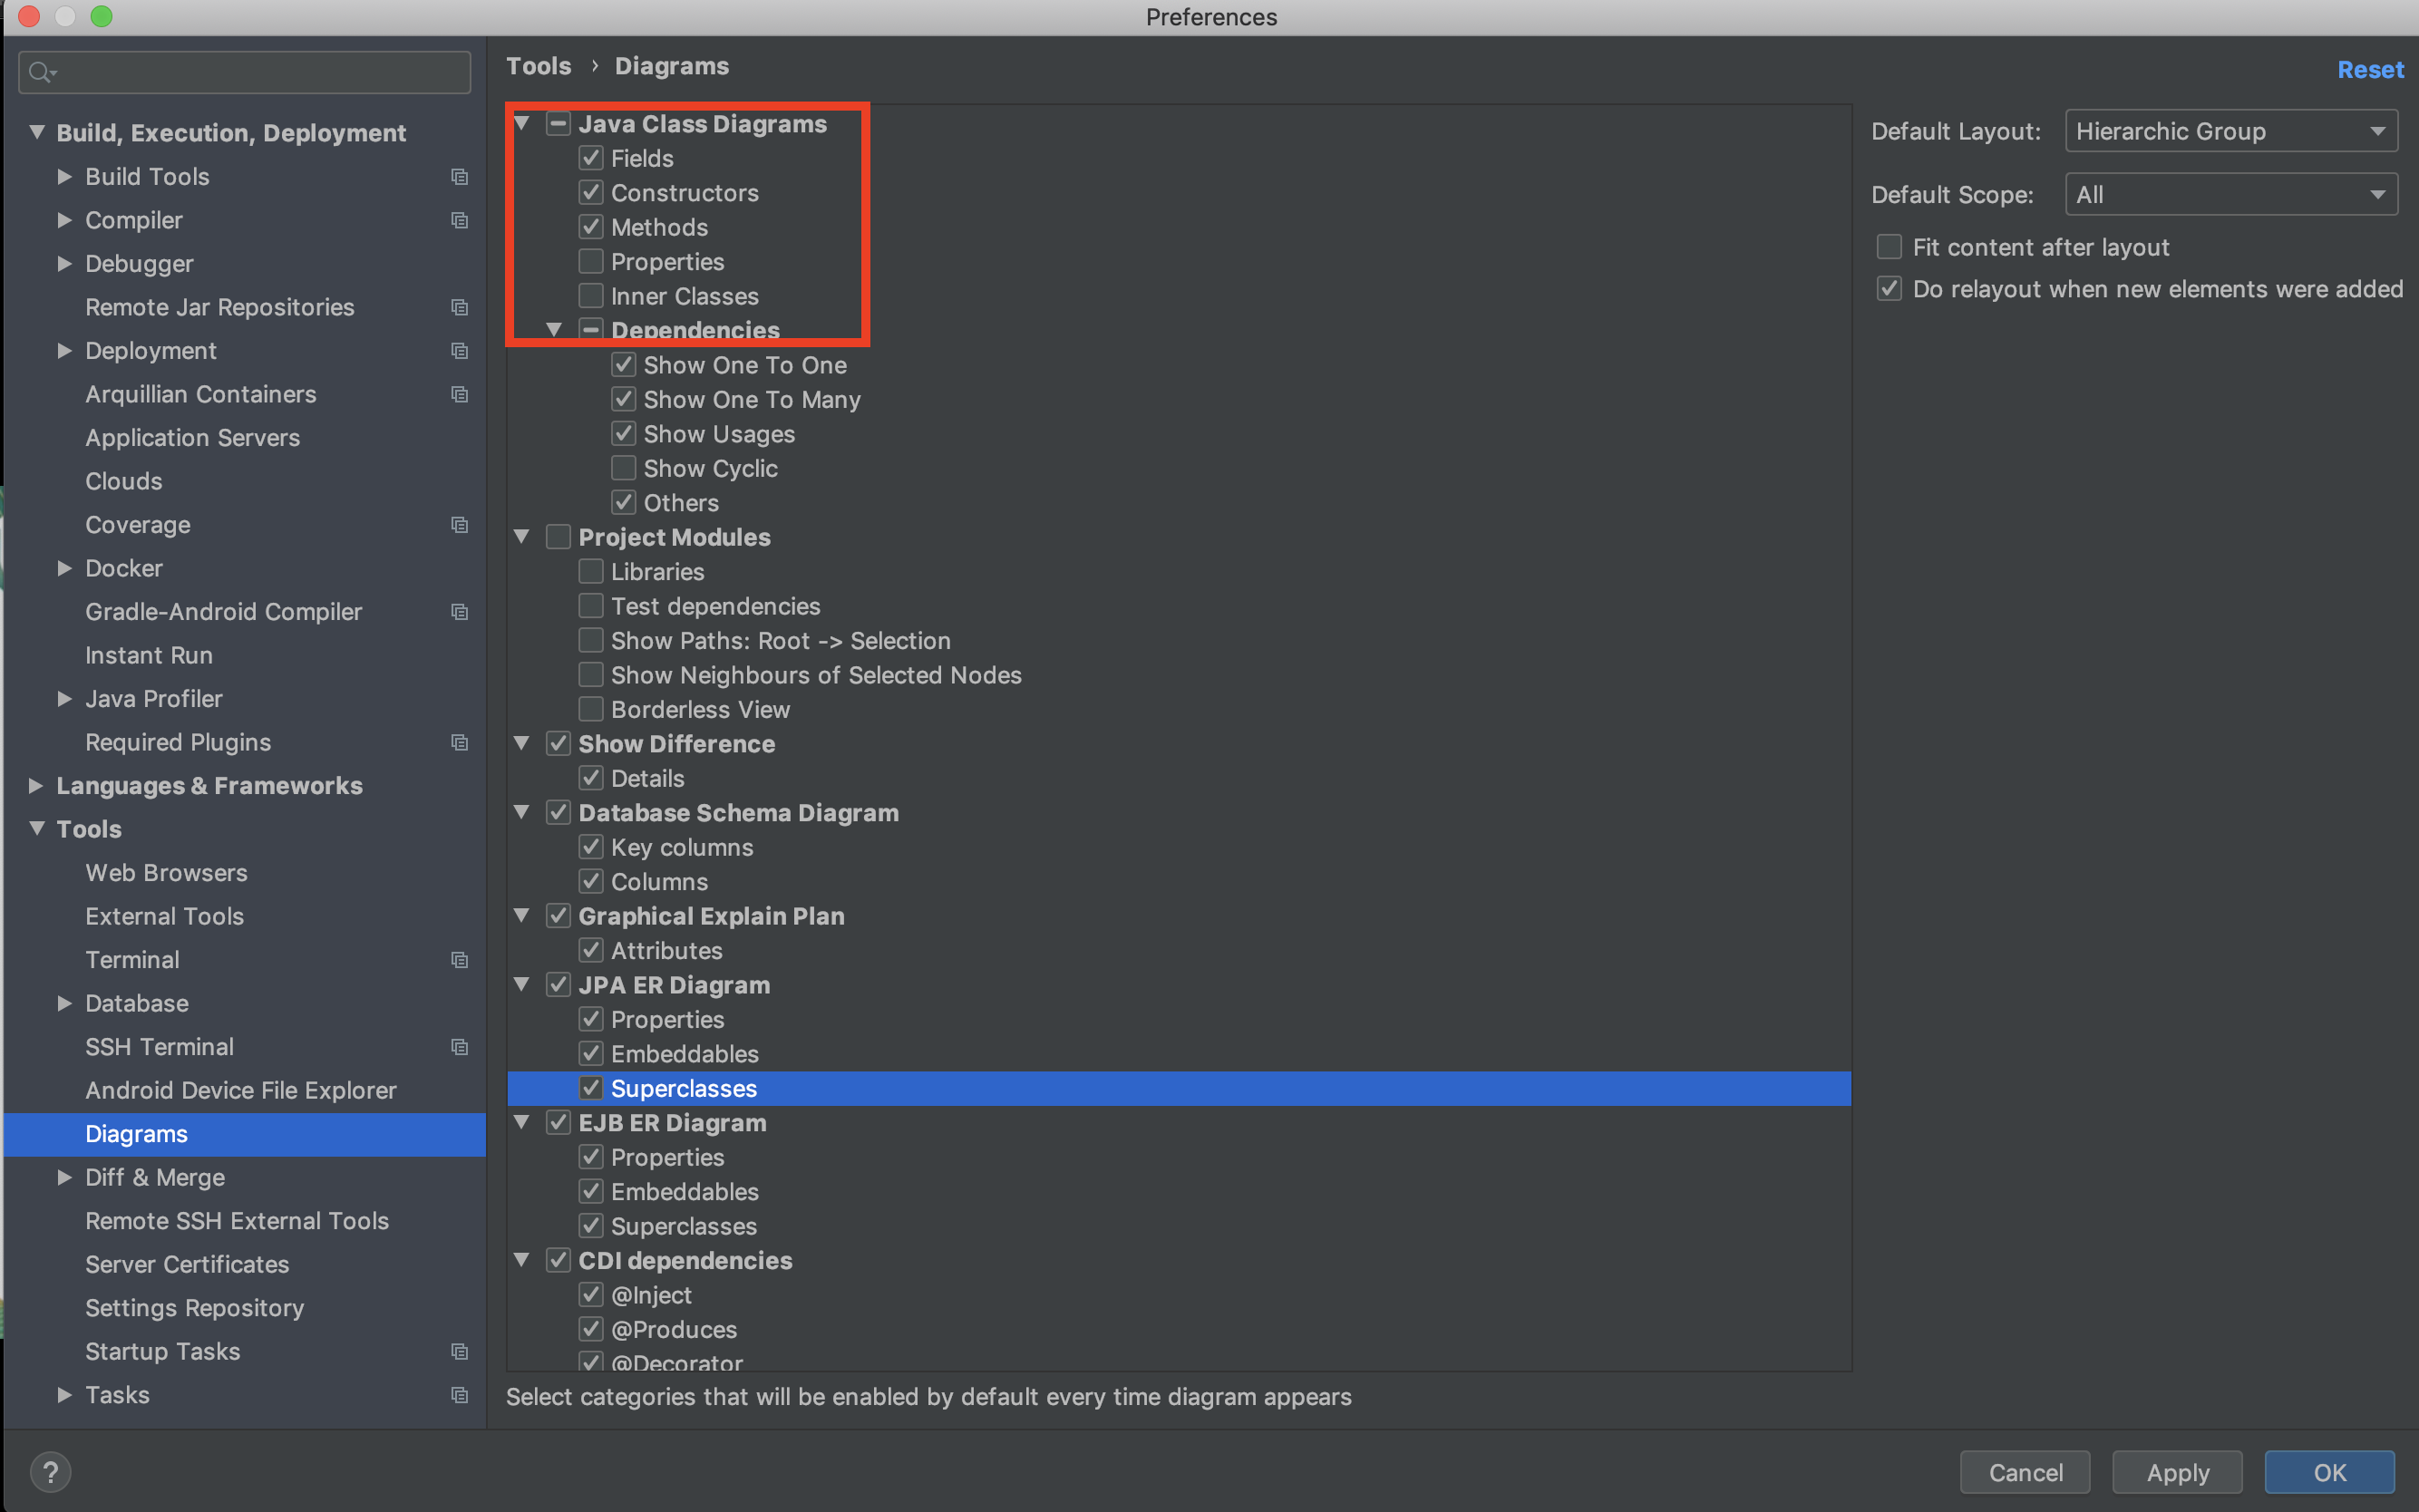 Preferences
Build, Execution, Deployment
Build Tools
Compiler
Debugger
Remote Jar Repositories
Deployment
Arquillian Containers
Application Servers
Clouds
Coverage
Docker
Gradle-Android Compiler
Instant Run
Java Profiler
Required Plugins
Languages & Frameworks
Tools
Web Browsers
External Tools
Terminal
Database
SSH Terminal
Android Device File Explorer
Diagrams
Diff & Merge
Remote SSH External Tools
Server Certificates
Settings Repository
Startup Tasks
Tasks
Tools › Diagrams
Reset
Java Class Diagrams
Fields
Constructors
Methods
Properties
Inner Classes
Dependencies
Show One To One
Show One To Many
Show Usages
Show Cyclic
Others
Project Modules
Libraries
Test dependencies
Show Paths: Root -> Selection
Show Neighbours of Selected Nodes
Borderless View
Show Difference
Details
Database Schema Diagram
Key columns
Columns
Graphical Explain Plan
Attributes
JPA ER Diagram
Properties
Embeddables
Superclasses
EJB ER Diagram
Properties
Embeddables
Superclasses
CDI dependencies
@Inject
@Produces
@Decorator
Default Layout: Hierarchic Group
Default Scope: All
Fit content after layout
Do relayout when new elements were added
Select categories that will be enabled by default every time diagram appears
?
Cancel
Apply
OK